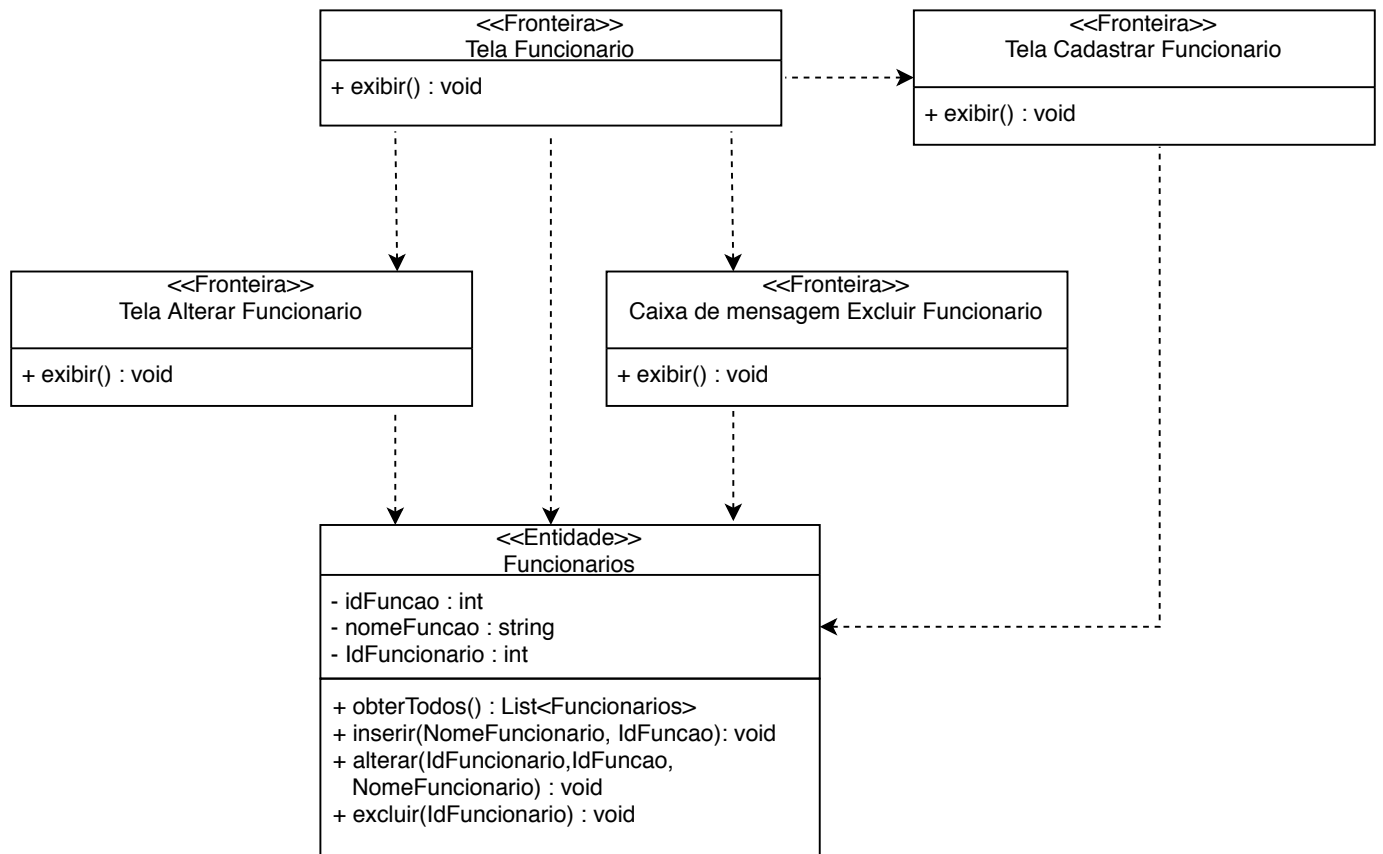 <<Fronteira>>
Tela Funcionario
+ exibir() : void
<<Fronteira>>
Tela Cadastrar Funcionario
+ exibir() : void
<<Fronteira>>
Tela Alterar Funcionario
+ exibir() : void
<<Fronteira>>
Caixa de mensagem Excluir Funcionario
+ exibir() : void
<<Entidade>>
Funcionarios
- idFuncao : int
- nomeFuncao : string
- IdFuncionario : int
+ obterTodos() : List<Funcionarios>
+ inserir(NomeFuncionario, IdFuncao): void
+ alterar(IdFuncionario,IdFuncao,
NomeFuncionario) : void
+ excluir(IdFuncionario) : void